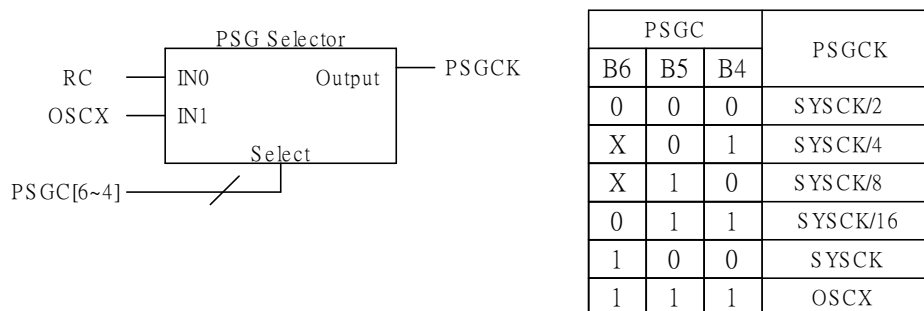 PSG Selector
RC
IN0
Output
PSGCK
OSCX
IN1
Select
PSGC[6~4]
PSGC PSGCK
B6 B5 B4
0 0 0 SYSCK/2
X 0 1 SYSCK/4
X 1 0 SYSCK/8
0 1 1 SYSCK/16
1 0 0 SYSCK
1 1 1 OSCX